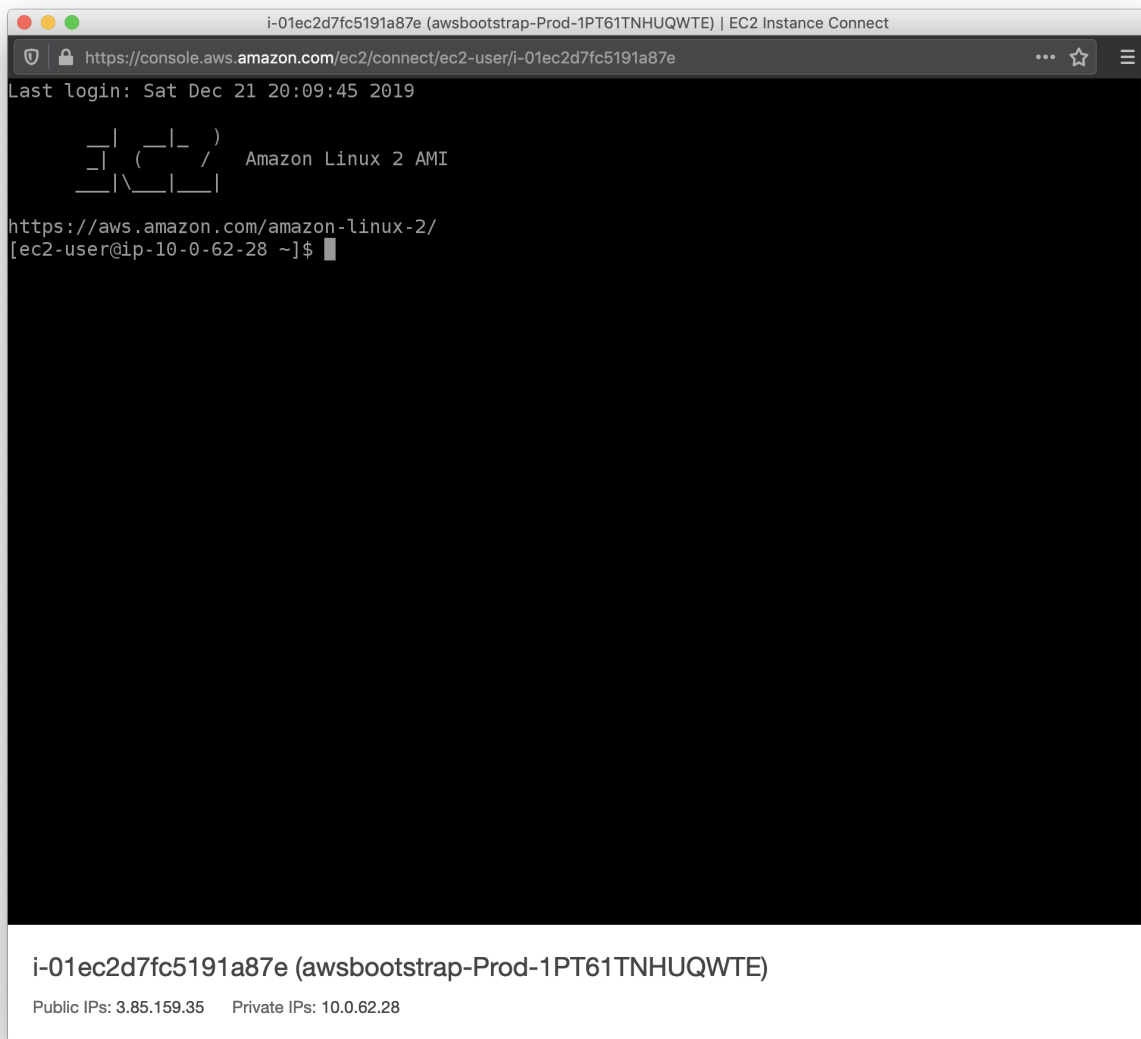 i-01ec2d7fc5191a87e (awsbootstrap-Prod-1PT61TNHUQWTE) | EC2 Instance Connect
https://console.aws.amazon.com/ec2/connect/ec2-user/i-01ec2d7fc5191a87e
Last login: Sat Dec 21 20:09:45 2019
       __|  __|_  )
       _|  (     /   Amazon Linux 2 AMI
      ___|\___|___|
https://aws.amazon.com/amazon-linux-2/
[ec2-user@ip-10-0-62-28 ~]$
i-01ec2d7fc5191a87e (awsbootstrap-Prod-1PT61TNHUQWTE)
Public IPs: 3.85.159.35 Private IPs: 10.0.62.28